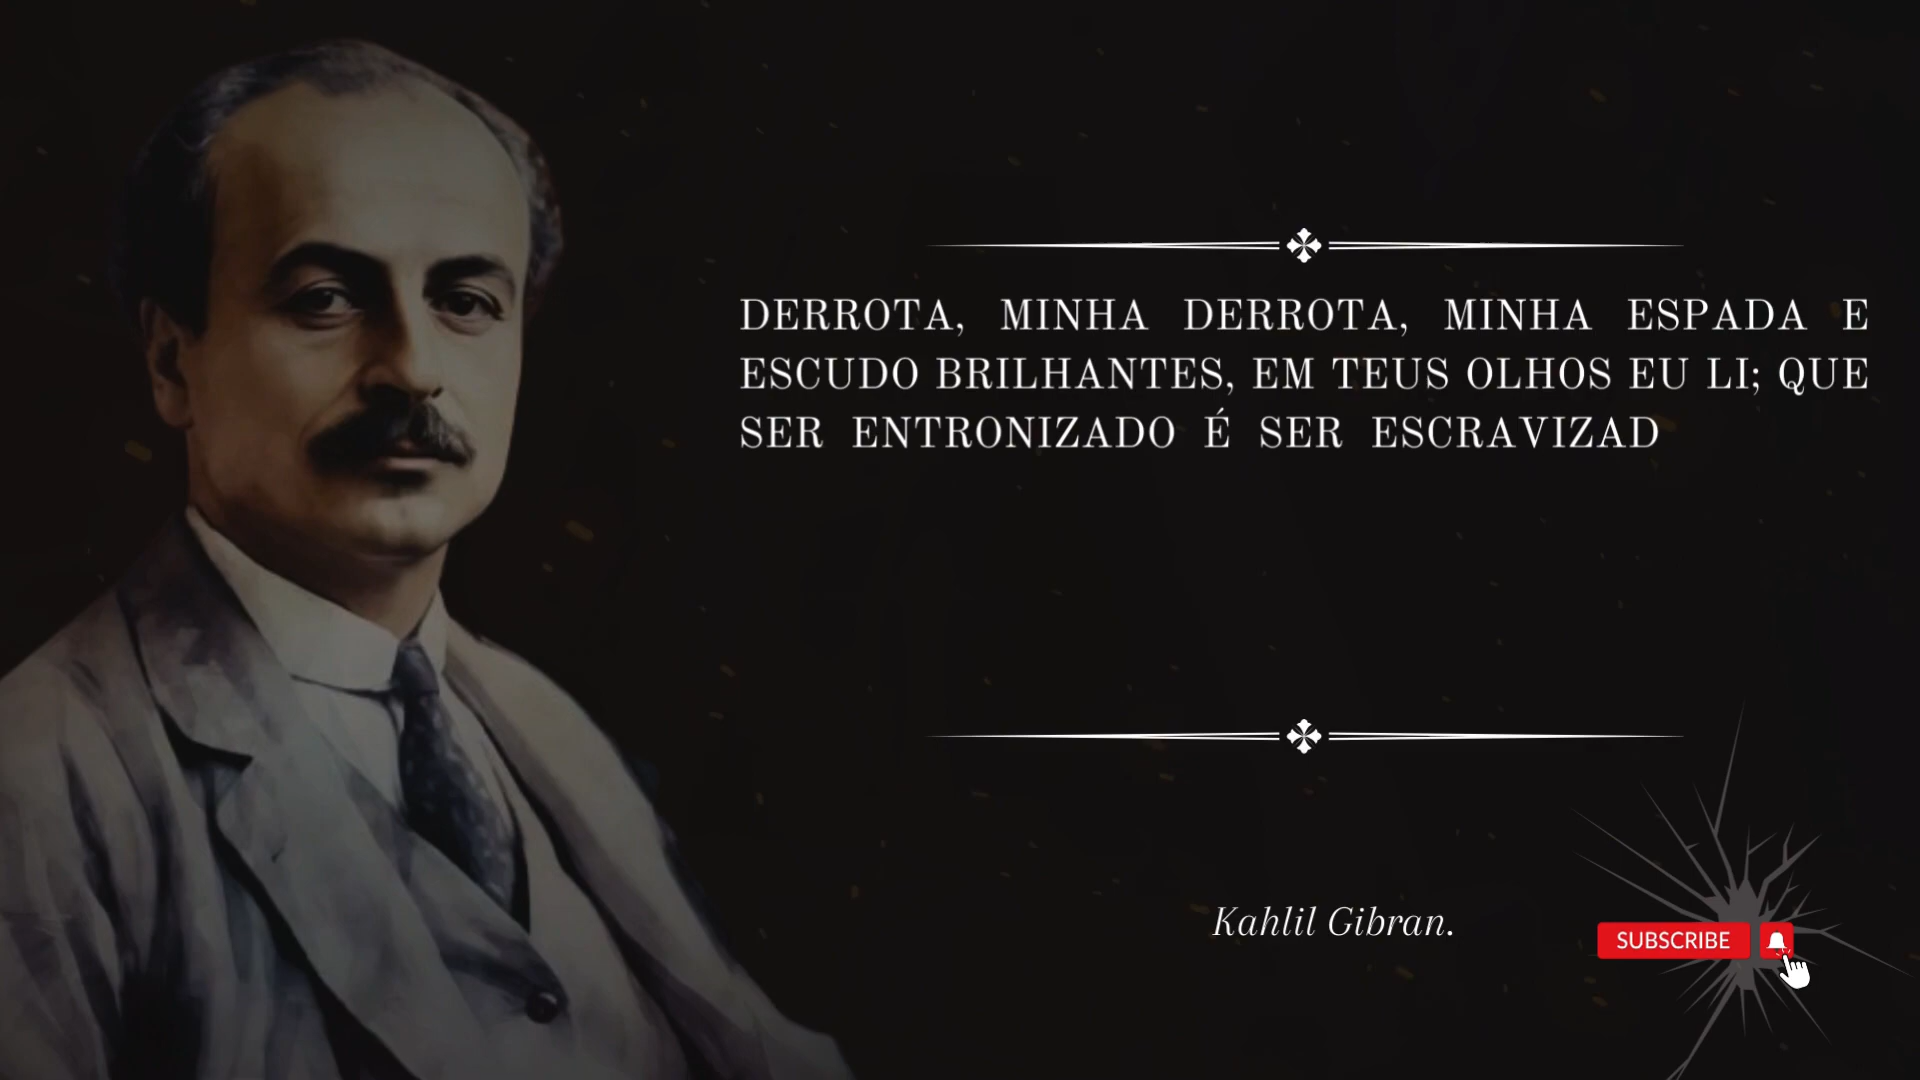 DERROTA, MINHA DERROTA, MINHA ESPADA E
ESCUDO BRILHANTES, EM TEUS OLHOS EU LI; QUE
SER ENTRONIZADO É SER ESCRAVIZAD
Kahlil Gibran.
SUBSCRIBE